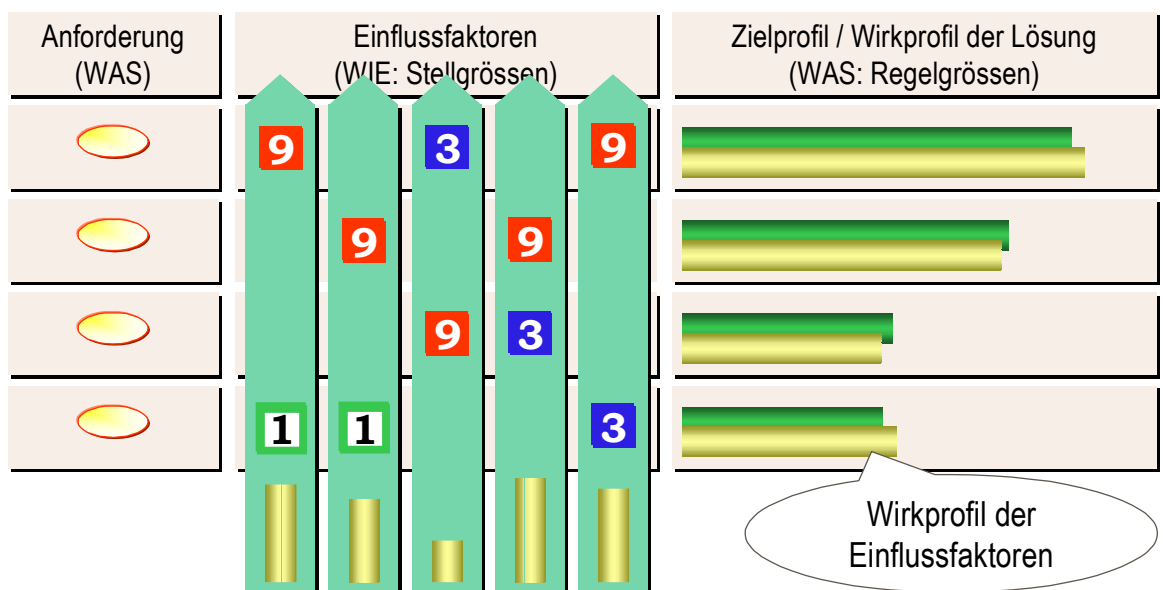 Anforderung
(WAS)
Einflussfaktoren
(WIE: Stellgrössen)
Zielprofil / Wirkprofil der Lösung
(WAS: Regelgrössen)
9 3 9
9 9
9 3
1 1 3
Wirkprofil der
Einflussfaktoren